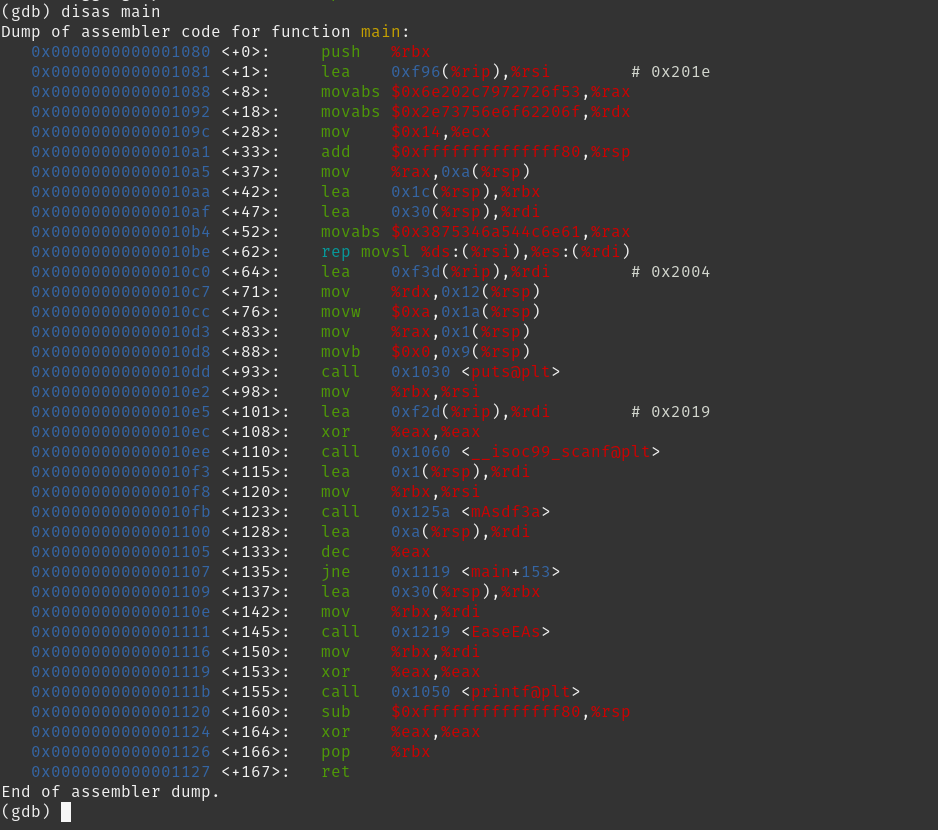 (gdb) disas main
Dump of assembler code for function main:
   0x0000000000001080 <+0>:     push   %rbx
   0x0000000000001081 <+1>:     lea    0xf96(%rip),%rsi        # 0x201e
   0x0000000000001088 <+8>:     movabs $0x6e202c7972726f53,%rax
   0x0000000000001092 <+18>:    movabs $0x2e73756e6f62206f,%rdx
   0x000000000000109c <+28>:    mov    $0x14,%ecx
   0x00000000000010a1 <+33>:    add    $0xffffffffffffff80,%rsp
   0x00000000000010a5 <+37>:    mov    %rax,0xa(%rsp)
   0x00000000000010aa <+42>:    lea    0x1c(%rsp),%rbx
   0x00000000000010af <+47>:    lea    0x30(%rsp),%rdi
   0x00000000000010b4 <+52>:    movabs $0x3875346a544c6e61,%rax
   0x00000000000010be <+62>:    rep movsl %ds:(%rsi),%es:(%rdi)
   0x00000000000010c0 <+64>:    lea    0xf3d(%rip),%rdi        # 0x2004
   0x00000000000010c7 <+71>:    mov    %rdx,0x12(%rsp)
   0x00000000000010cc <+76>:    movw   $0xa,0x1a(%rsp)
   0x00000000000010d3 <+83>:    mov    %rax,0x1(%rsp)
   0x00000000000010d8 <+88>:    movb   $0x0,0x9(%rsp)
   0x00000000000010dd <+93>:    call   0x1030 <puts@plt>
   0x00000000000010e2 <+98>:    mov    %rbx,%rsi
   0x00000000000010e5 <+101>:   lea    0xf2d(%rip),%rdi        # 0x2019
   0x00000000000010ec <+108>:   xor    %eax,%eax
   0x00000000000010ee <+110>:   call   0x1060 <__isoc99_scanf@plt>
   0x00000000000010f3 <+115>:   lea    0x1(%rsp),%rdi
   0x00000000000010f8 <+120>:   mov    %rbx,%rsi
   0x00000000000010fb <+123>:   call   0x125a <mAsdf3a>
   0x0000000000001100 <+128>:   lea    0xa(%rsp),%rdi
   0x0000000000001105 <+133>:   dec    %eax
   0x0000000000001107 <+135>:   jne    0x1119 <main+153>
   0x0000000000001109 <+137>:   lea    0x30(%rsp),%rbx
   0x000000000000110e <+142>:   mov    %rbx,%rdi
   0x0000000000001111 <+145>:   call   0x1219 <EaseEAs>
   0x0000000000001116 <+150>:   mov    %rbx,%rdi
   0x0000000000001119 <+153>:   xor    %eax,%eax
   0x000000000000111b <+155>:   call   0x1050 <printf@plt>
   0x0000000000001120 <+160>:   sub    $0xffffffffffffff80,%rsp
   0x0000000000001124 <+164>:   xor    %eax,%eax
   0x0000000000001126 <+166>:   pop    %rbx
   0x0000000000001127 <+167>:   ret
End of assembler dump.
(gdb)